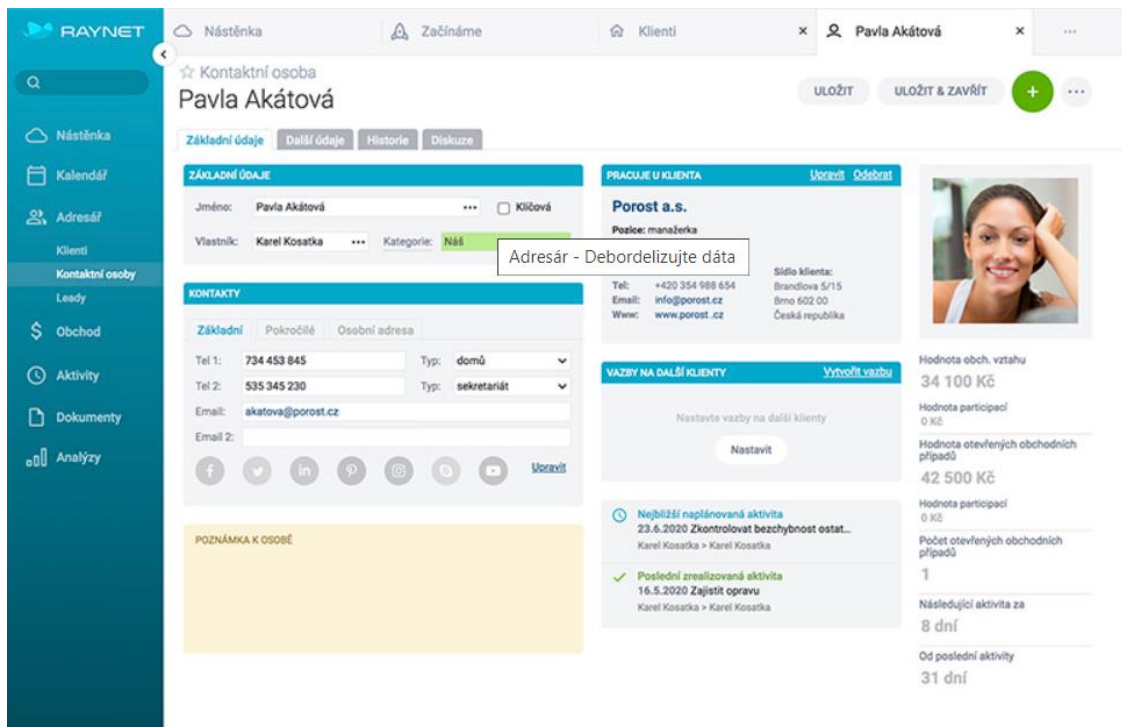 RAYNET
Nástěnka
Začínáme
Klienti
Pavla Akátová
Nástěnka
Kalendář
Adresář
Klienti
Kontaktní osoby
Leady
Obchod
Aktivity
Dokumenty
Analýzy
Kontaktní osoba
Pavla Akátová
ULOŽIT
ULOŽIT & ZAVŘÍT
Základní údaje
Další údaje
Historie
Diskuze
ZÁKLADNÍ ÚDAJE
Jméno: Pavla Akátová
Klíčová
Vlastník: Karel Kosatka
Kategorie: Náš
Adresár - Debordelizujte dáta
KONTAKTY
Základní
Pokročilé
Osobní adresa
Tel 1: 734 453 845
Typ: domů
Tel 2: 535 345 230
Typ: sekretariát
Email: akatova@porost.cz
Email 2:
Upravit
POZNÁMKA K OSOBĚ
PRACUJE U KLIENTA
Upravit
Odebrat
Porost a.s.
Pozice: manažerka
Tel: +420 354 988 654
Email: info@porost.cz
Www: www.porost .cz
Sídlo klienta:
Brandlova 5/15
Brno 602 00
Česká republika
VAZBY NA DALŠÍ KLIENTY
Vytvořit vazbu
Nastavte vazby na další klienty
Nastavit
Nejbližší naplánovaná aktivita
23.6.2020 Zkontrolovat bezchybnost ostat...
Karel Kosatka > Karel Kosatka
Poslední zrealizovaná aktivita
16.5.2020 Zajistit opravu
Karel Kosatka > Karel Kosatka
Hodnota obch. vztahu
34 100 Kč
Hodnota participací
0 Kč
Hodnota otevřených obchodních
případů
42 500 Kč
Hodnota participací
0 Kč
Počet otevřených obchodních
případů
1
Následující aktivita za
8 dní
Od poslední aktivity
31 dní